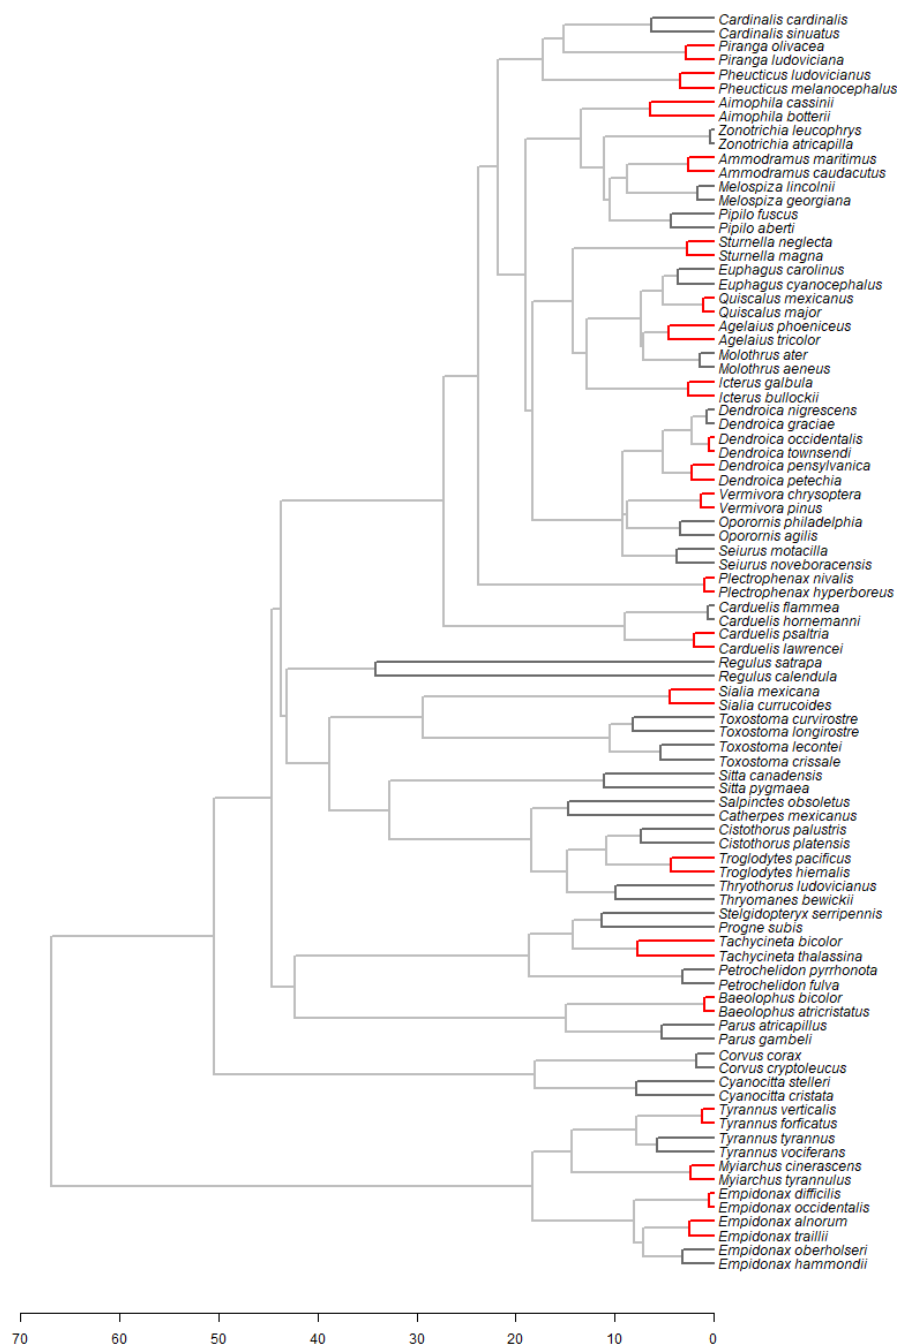 Cardinalis cardinalis
Cardinalis sinuatus
Piranga olivacea
Piranga ludoviciana
Pheucticus ludovicianus
Pheucticus melanocephalus
Aimophila cassinii
Aimophila botterii
Zonotrichia leucophrys
Zonotrichia atricapilla
Ammodramus maritimus
Ammodramus caudacutus
Melospiza lincolnii
Melospiza georgiana
Pipilo fuscus
Pipilo aberti
Sturnella neglecta
Sturnella magna
Euphagus carolinus
Euphagus cyanocephalus
Quiscalus mexicanus
Quiscalus major
Agelaius phoeniceus
Agelaius tricolor
Molothrus ater
Molothrus aeneus
Icterus galbula
Icterus bullockii
Dendroica nigrescens
Dendroica graciae
Dendroica occidentalis
Dendroica townsendi
Dendroica pensylvanica
Dendroica petechia
Vermivora chrysoptera
Vermivora pinus
Oporornis philadelphia
Oporornis agilis
Seiurus motacilla
Seiurus noveboracensis
Plectrophenax nivalis
Plectrophenax hyperboreus
Carduelis flammea
Carduelis hornemanni
Carduelis psaltria
Carduelis lawrencei
Regulus satrapa
Regulus calendula
Sialia mexicana
Sialia currucoides
Toxostoma curvirostre
Toxostoma longirostre
Toxostoma lecontei
Toxostoma crissale
Sitta canadensis
Sitta pygmaea
Salpinctes obsoletus
Catherpes mexicanus
Cistothorus palustris
Cistothorus platensis
Troglodytes pacificus
Troglodytes hiemalis
Thryothorus ludovicianus
Thryomanes bewickii
Stelgidopteryx serripennis
Progne subis
Tachycineta bicolor
Tachycineta thalassina
Petrochelidon pyrrhonota
Petrochelidon fulva
Baeolophus bicolor
Baeolophus atricristatus
Parus atricapillus
Parus gambeli
Corvus corax
Corvus cryptoleucus
Cyanocitta stelleri
Cyanocitta cristata
Tyrannus verticalis
Tyrannus forficatus
Tyrannus tyrannus
Tyrannus vociferans
Myiarchus cinerascens
Myiarchus tyrannulus
Empidonax difficilis
Empidonax occidentalis
Empidonax alnorum
Empidonax traillii
Empidonax oberholseri
Empidonax hammondii
70 60 50 40 30 20 10 0